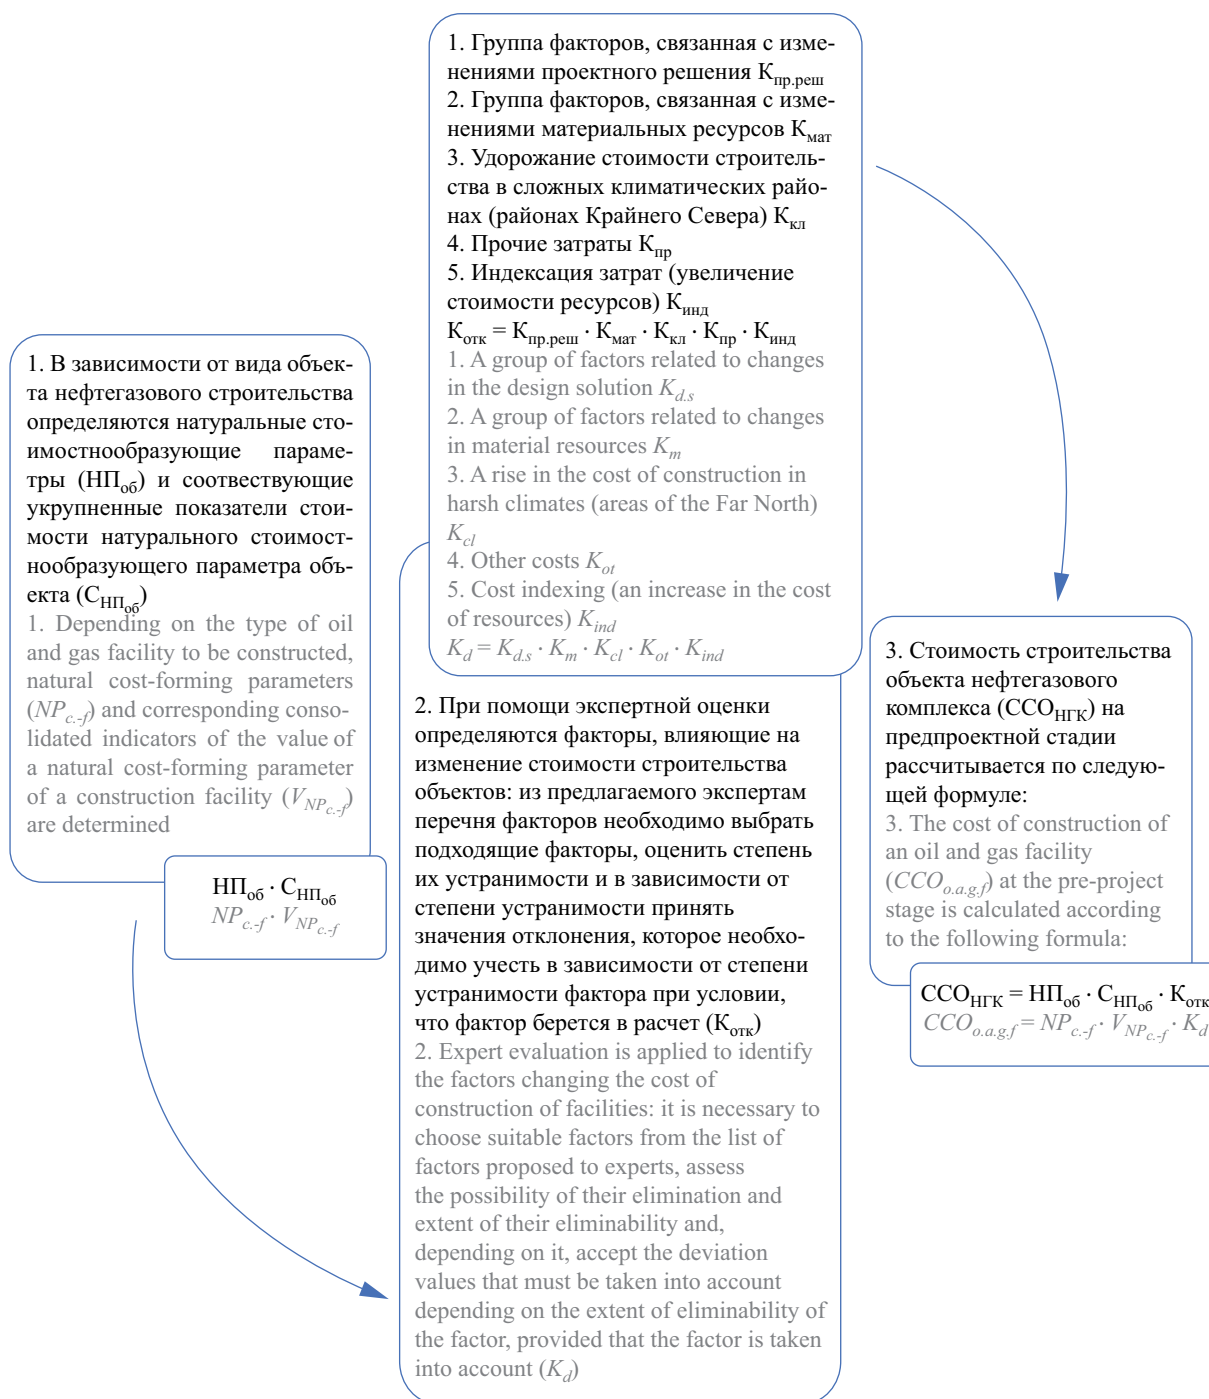 1. Группа факторов, связанная с изме-
нениями проектного решения Кпр.реш
2. Группа факторов, связанная с изме-
нениями материальных ресурсов Кмат
3. Удорожание стоимости строитель-
ства в сложных климатических райо-
нах (районах Крайнего Севера) Ккл
4. Прочие затраты Кпр
5. Индексация затрат (увеличение
стоимости ресурсов) Кинд
Котк = Кпр.реш · Кмат · Ккл · Кпр · Кинд
1. A group of factors related to changes
in the design solution Kd.s
2. A group of factors related to changes
in material resources Km
3. A rise in the cost of construction in
harsh climates (areas of the Far North)
Kcl
4. Other costs Kot
5. Cost indexing (an increase in the cost
of resources) Kind
Kd = Kd.s · Km · Kcl · Kot · Kind
1. В зависимости от вида объек-
та нефтегазового строительства
определяются натуральные сто-
имостнообразующие параме-
тры (НПоб) и соотвествующие
укрупненные показатели стои-
мости натурального стоимост-
нообразующего параметра объ-
екта (СНПоб)
1. Depending on the type of oil
and gas facility to be constructed,
natural cost-forming parameters
(NPc.-f) and corresponding conso-
lidated indicators of the value of
a natural cost-forming parameter
of a construction facility (VNPc.-f)
are determined
НПоб · СНПоб
NPc.-f · VNPc.-f
2. При помощи экспертной оценки
определяются факторы, влияющие на
изменение стоимости строительства
объектов: из предлагаемого экспертам
перечня факторов необходимо выбрать
подходящие факторы, оценить степень
их устранимости и в зависимости от
степени устранимости принять
значения отклонения, которое необхо-
димо учесть в зависимости от степени
устранимости фактора при условии,
что фактор берется в расчет (Котк)
2. Expert evaluation is applied to identify
the factors changing the cost of
construction of facilities: it is necessary to
choose suitable factors from the list of
factors proposed to experts, assess
the possibility of their elimination and
extent of their eliminability and,
depending on it, accept the deviation
values that must be taken into account
depending on the extent of eliminability of
the factor, provided that the factor is taken
into account (Kd)
3. Стоимость строительства
объекта нефтегазового
комплекса (ССОНГК) на
предпроектной стадии
рассчитывается по следую-
щей формуле:
3. The cost of construction of
an oil and gas facility
(CCOo.a.g.f) at the pre-project
stage is calculated according
to the following formula:
ССОНГК = НПоб · СНПоб · Котк
CCOo.a.g.f = NPc.-f · VNPc.-f · Kd